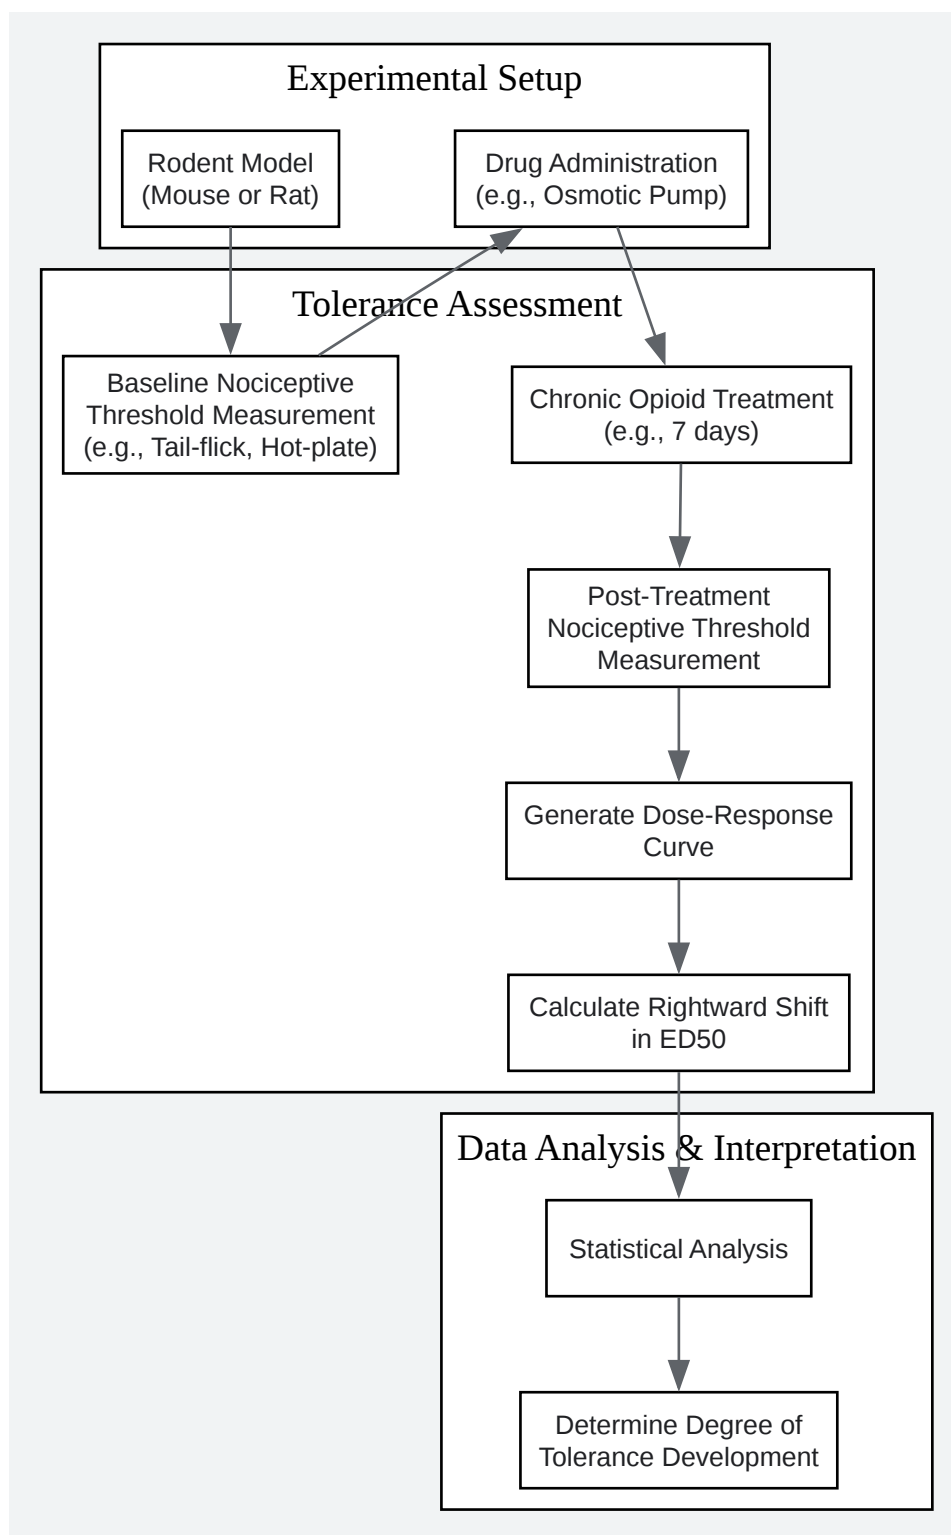 Experimental Setup
Rodent Model
(Mouse or Rat)
Drug Administration
(e.g., Osmotic Pump)
Tolerance Assessment
Baseline Nociceptive
Threshold Measurement
(e.g., Tail-flick, Hot-plate)
Chronic Opioid Treatment
(e.g., 7 days)
Post-Treatment
Nociceptive Threshold
Measurement
Generate Dose-Response
Curve
Calculate Rightward Shift
in ED50
Data Analysis & Interpretation
Statistical Analysis
Determine Degree of
Tolerance Development